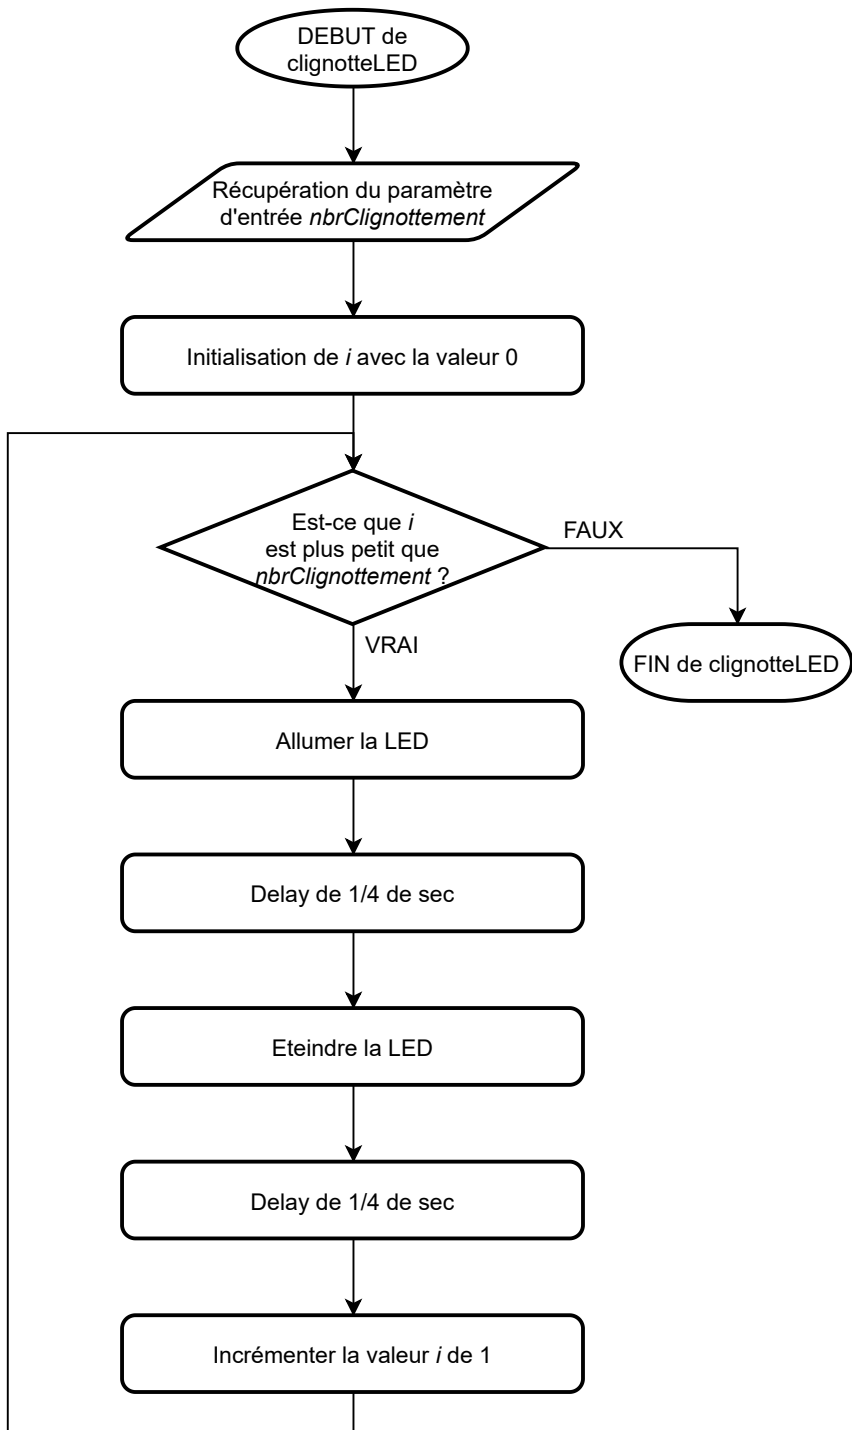 DEBUT de
clignotteLED
Récupération du paramètre
d'entrée nbrClignottement
Initialisation de i avec la valeur 0
Est-ce que i
est plus petit que
nbrClignottement ?
FAUX
VRAI
FIN de clignotteLED
Allumer la LED
Delay de 1/4 de sec
Eteindre la LED
Delay de 1/4 de sec
Incrémenter la valeur i de 1